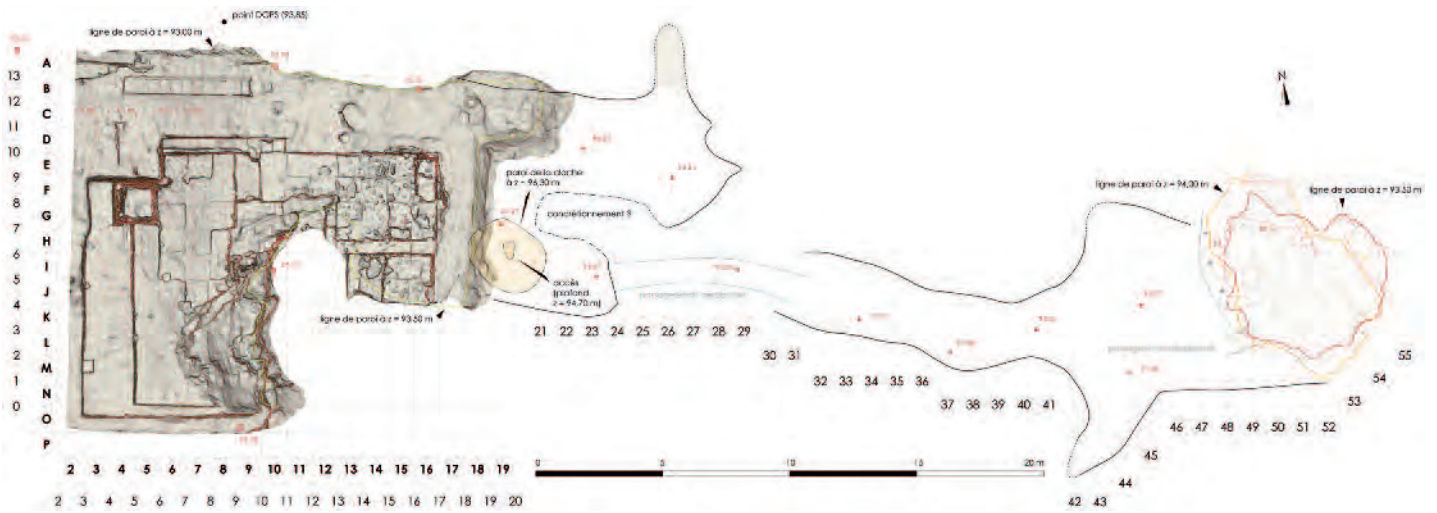 point DGPS (93,85)
ligne de paroi à z = 93,00 m
N
A
13
B
12
C
11
D
10
E
9
F
8
G
7
H
6
I
5
J
4
K
3
L
2
M
1
N
0
O
P
paroi de la cloche
à z = 96,30 m
concrétionnement ?
accès
(plafond
z = 94,70 m)
ligne de paroi à z = 93,50 m
ligne de paroi à z = 94,30 m
ligne de paroi à z = 93,50 m
21 22 23 24 25 26 27 28 29
30 31
32 33 34 35 36
37 38 39 40 41
42 43
44
45
46 47 48 49 50 51 52
53
54
55
2 3 4 5 6 7 8 9 10 11 12 13 14 15 16 17 18 19
2 3 4 5 6 7 8 9 10 11 12 13 14 15 16 17 18 19 20
0 5 10 15 20 m